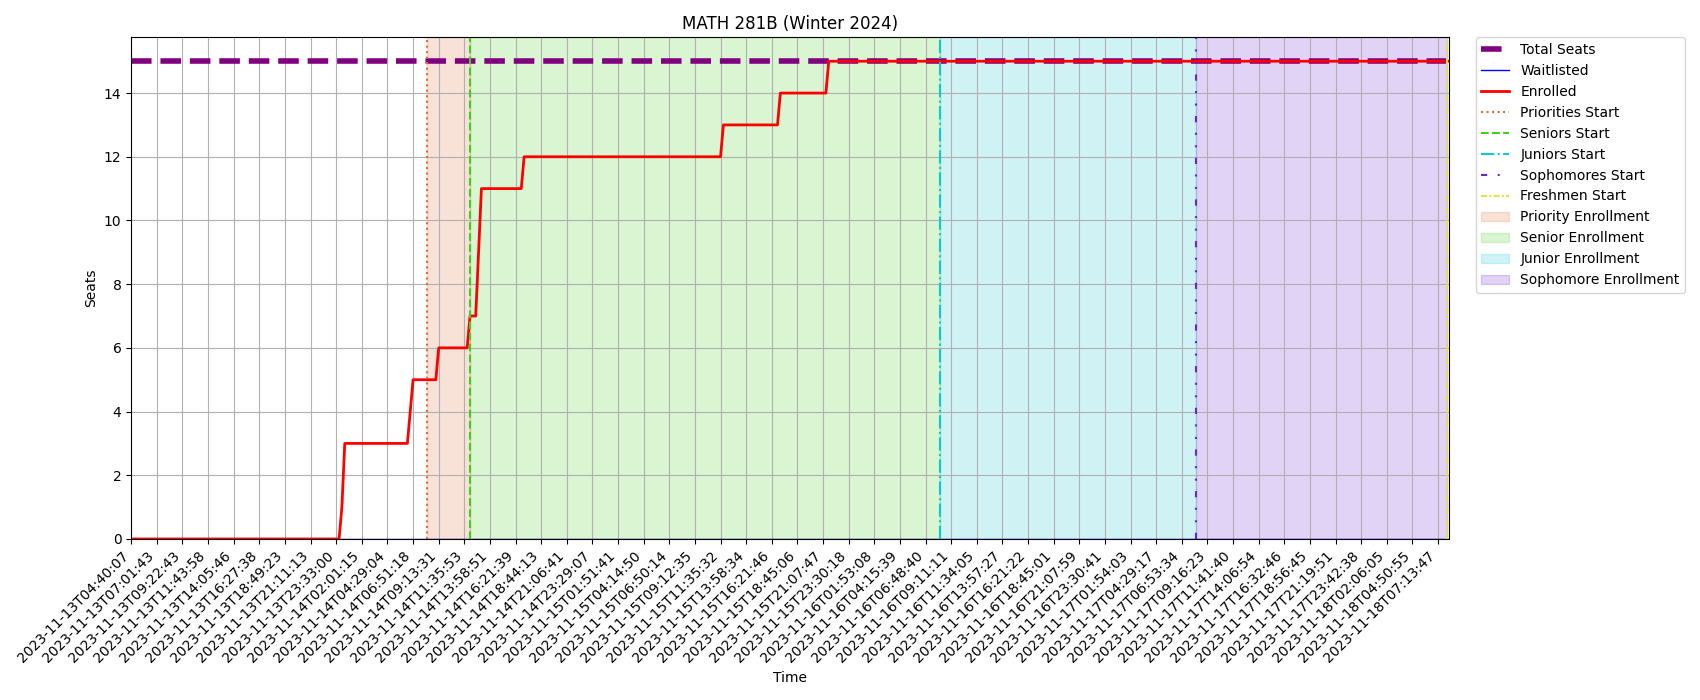 MATH 281B (Winter 2024)
Seats
14
12
10
8
6
4
2
0
2023-11-13T04:40:07
2023-11-13T07:01:43
2023-11-13T09:22:43
2023-11-13T11:43:58
2023-11-13T14:05:46
2023-11-13T16:27:38
2023-11-13T18:49:23
2023-11-13T21:11:13
2023-11-13T23:33:00
2023-11-14T02:01:15
2023-11-14T04:29:04
2023-11-14T06:51:18
2023-11-14T09:13:31
2023-11-14T11:35:53
2023-11-14T13:58:51
2023-11-14T16:21:39
2023-11-14T18:44:13
2023-11-14T21:06:41
2023-11-14T23:29:07
2023-11-15T01:51:41
2023-11-15T04:14:50
2023-11-15T06:50:14
2023-11-15T09:12:35
2023-11-15T11:35:32
2023-11-15T13:58:34
2023-11-15T16:21:46
2023-11-15T18:45:06
2023-11-15T21:07:47
2023-11-15T23:30:18
2023-11-16T01:53:08
2023-11-16T04:15:39
2023-11-16T06:48:40
2023-11-16T09:11:11
2023-11-16T11:34:05
2023-11-16T13:57:27
2023-11-16T16:21:22
2023-11-16T18:45:01
2023-11-16T21:07:59
2023-11-16T23:30:41
2023-11-17T01:54:03
2023-11-17T04:29:17
2023-11-17T06:53:34
2023-11-17T09:16:23
2023-11-17T11:41:40
2023-11-17T14:06:54
2023-11-17T16:32:46
2023-11-17T18:56:45
2023-11-17T21:19:51
2023-11-17T23:42:38
2023-11-18T02:06:05
2023-11-18T04:50:55
2023-11-18T07:13:47
Time
Total Seats
Waitlisted
Enrolled
Priorities Start
Seniors Start
Juniors Start
Sophomores Start
Freshmen Start
Priority Enrollment
Senior Enrollment
Junior Enrollment
Sophomore Enrollment